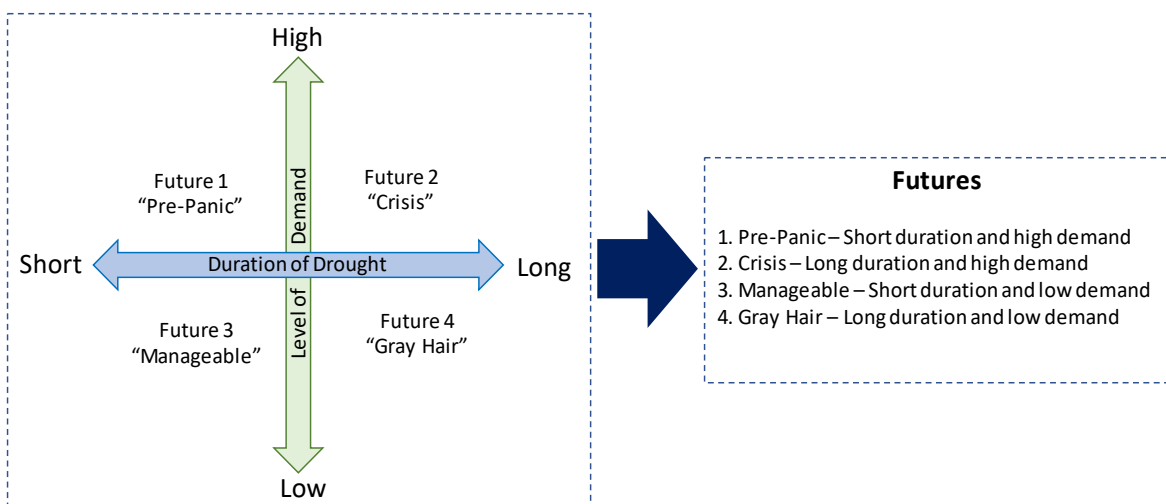 High
Future 1
“Pre-Panic”
Future 2
“Crisis”
Short
Duration of Drought
Long
Level of Demand
Future 3
“Manageable”
Future 4
“Gray Hair”
Low
Futures
1. Pre-Panic – Short duration and high demand
2. Crisis – Long duration and high demand
3. Manageable – Short duration and low demand
4. Gray Hair – Long duration and low demand